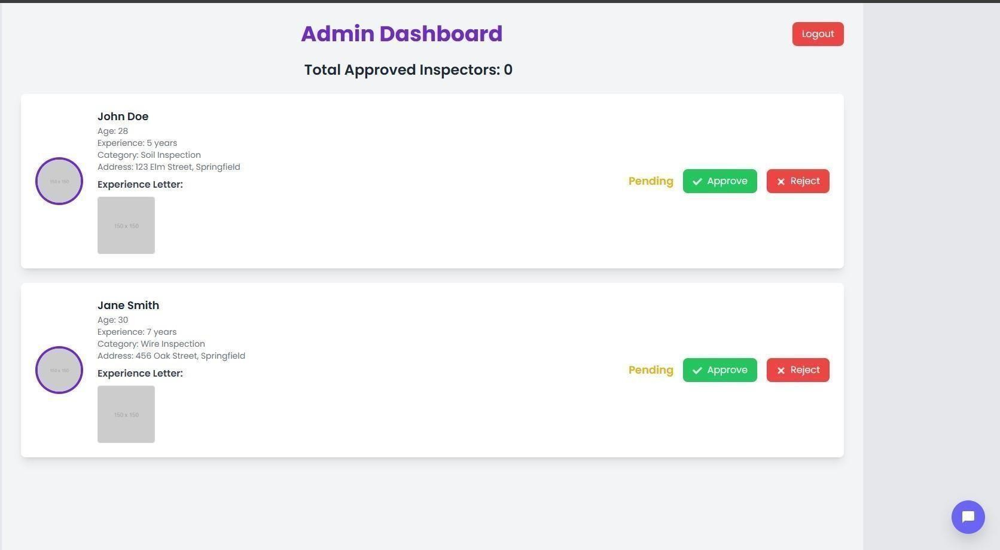 Admin Dashboard
Logout
Total Approved Inspectors: 0
John Doe
Age: 28
Experience: 5 years
Category: Soil Inspection
Address: 123 Elm Street, Springfield
Experience Letter:
150 x 150
150 x 150
Pending
Approve
Reject
Jane Smith
Age: 30
Experience: 7 years
Category: Wire Inspection
Address: 456 Oak Street, Springfield
Experience Letter:
150 x 150
150 x 150
Pending
Approve
Reject